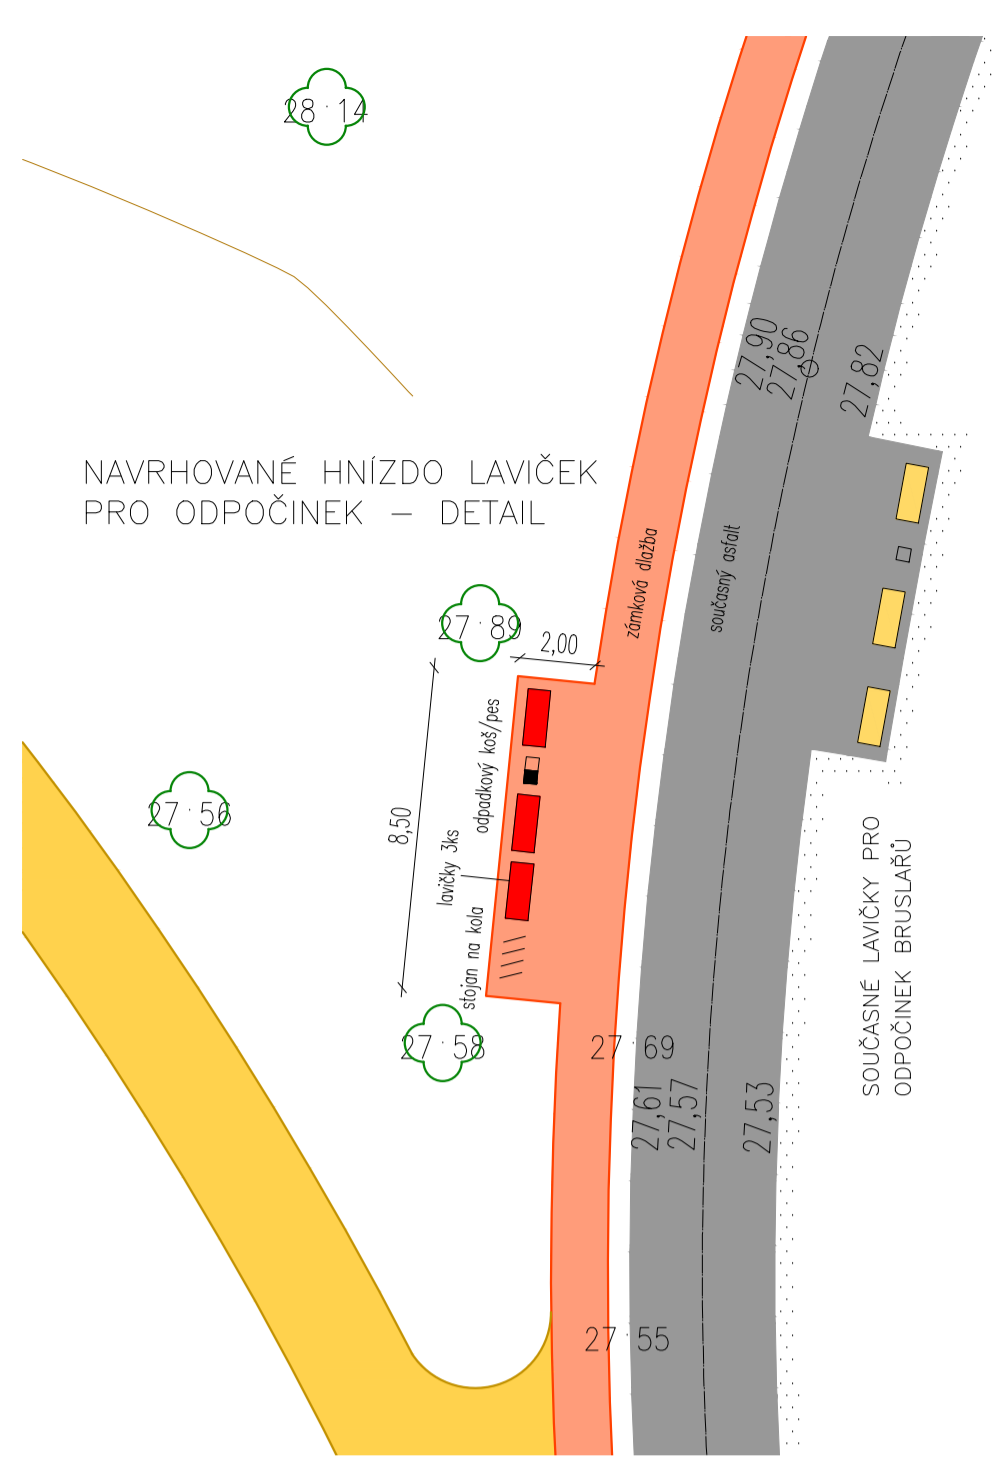 28 14
27,90
27,86
27,82
NAVRHOVANÉ HNÍZDO LAVIČEK
PRO ODPOČINEK – DETAIL
zámková dlažba
současný asfalt
27 89
2,00
odpadkový koš/pes
27 56
8,50
lavičky 3ks
stojan na kola
SOUČASNÉ LAVIČKY PRO
ODPOČINEK BRUSLAŘŮ
27 58
27 69
27,61
27,57
27,53
27 55